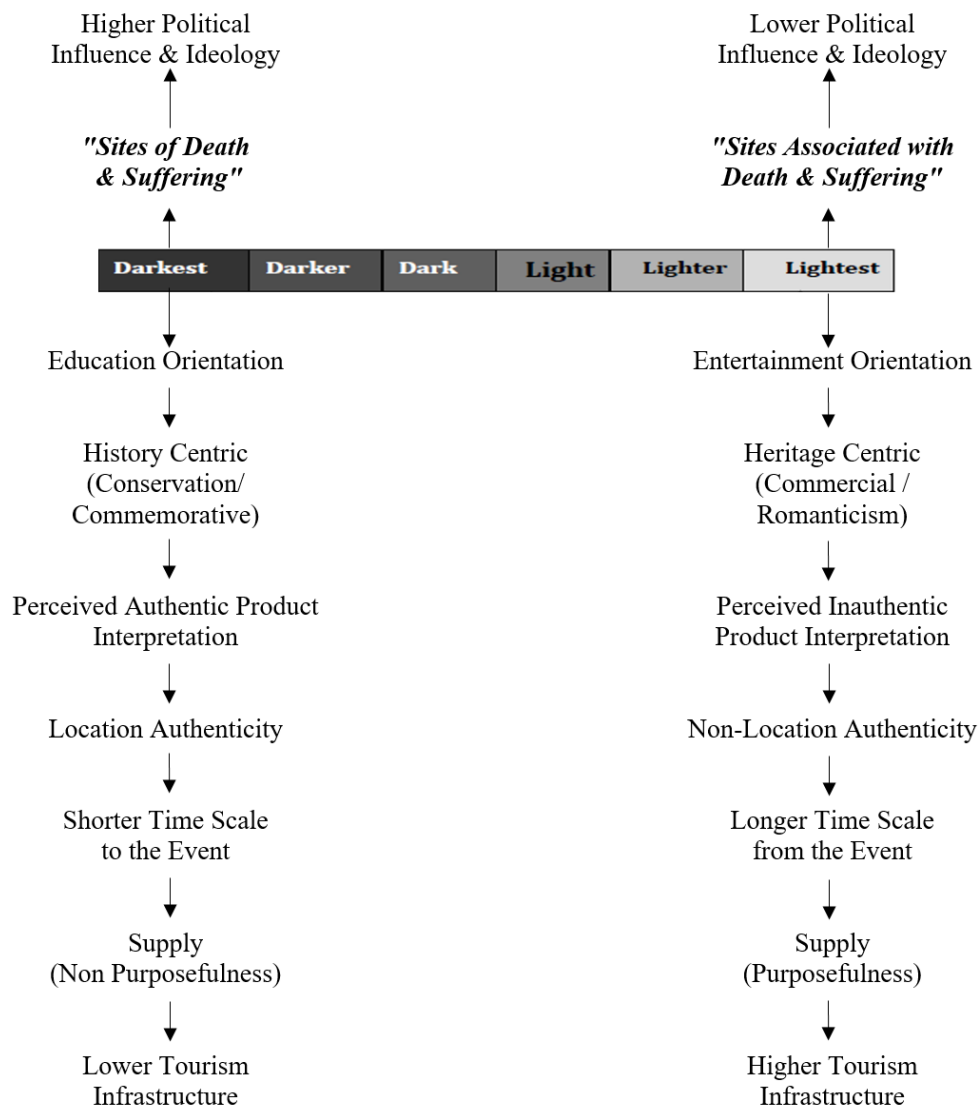 Higher Political
Influence & Ideology
Lower Political
Influence & Ideology
"Sites of Death
& Suffering"
"Sites Associated with
Death & Suffering"
Darkest Darker Dark Light Lighter Lightest
Education Orientation
Entertainment Orientation
History Centric
(Conservation/
Commemorative)
Heritage Centric
(Commercial /
Romanticism)
Perceived Authentic Product
Interpretation
Perceived Inauthentic
Product Interpretation
Location Authenticity
Non-Location Authenticity
Shorter Time Scale
to the Event
Longer Time Scale
from the Event
Supply
(Non Purposefulness)
Supply
(Purposefulness)
Lower Tourism
Infrastructure
Higher Tourism
Infrastructure